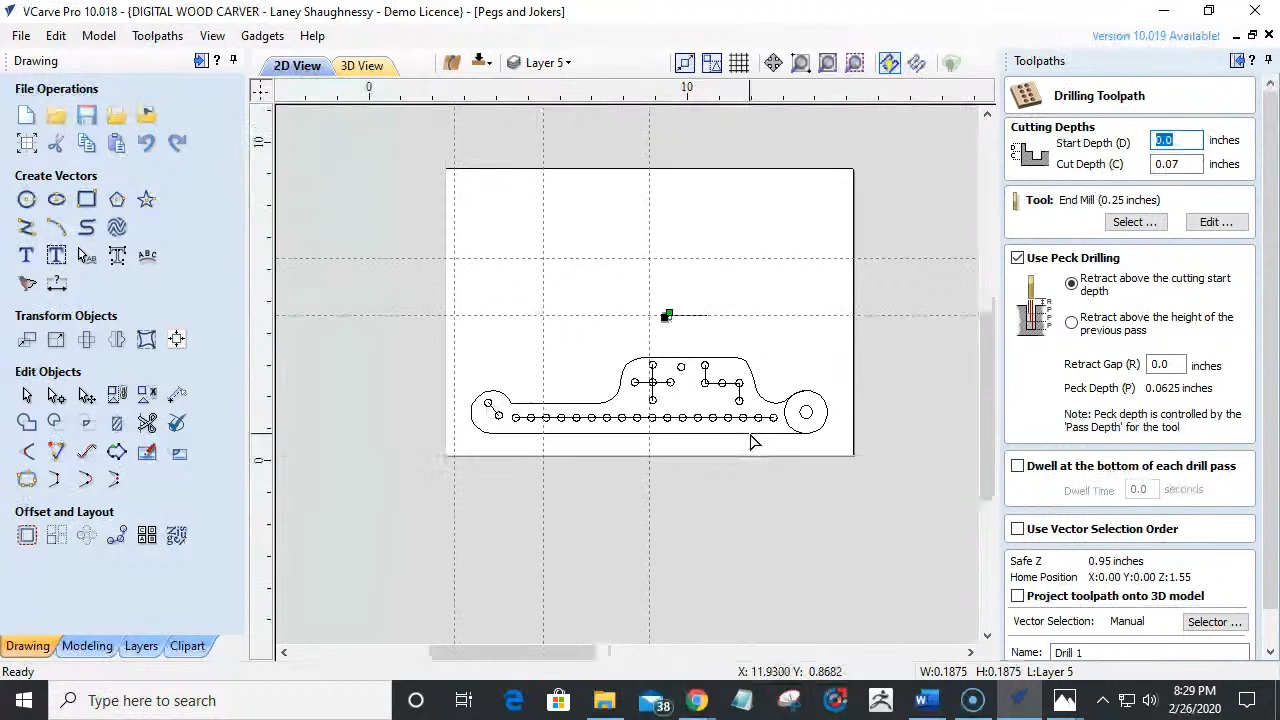 VCarve Pro 10.018 - {DIGITAL WOOD CARVER - Laney Shaughnessy - Demo Licence} - [Pegs and Jokers]
File Edit Model Toolpaths View Gadgets Help
Version 10.019 Available!
Drawing
2D View 3D View Layer 5
Toolpaths
File Operations
0 10
10
0
Create Vectors
Transform Objects
Edit Objects
Offset and Layout
Drawing Modeling Layers Clipart
Drilling Toolpath
Cutting Depths
Start Depth (D) 0.0 inches
Cut Depth (C) 0.07 inches
Tool: End Mill (0.25 inches)
Select ... Edit ...
Use Peck Drilling
Retract above the cutting start
depth
Retract above the height of the
previous pass
R
P
P
P
Retract Gap (R) 0.0 inches
Peck Depth (P) 0.0625 inches
Note: Peck depth is controlled by the
'Pass Depth' for the tool
Dwell at the bottom of each drill pass
Dwell Time 0.0 seconds
Use Vector Selection Order
Safe Z 0.95 inches
Home Position X:0.00 Y:0.00 Z:1.55
Project toolpath onto 3D model
Vector Selection: Manual Selector ...
Name: Drill 1
Ready
X: 11.9300 Y: 0.8682
W:0.1875 H:0.1875 L:Layer 5
Type here to search
38
8:29 PM
2/26/2020